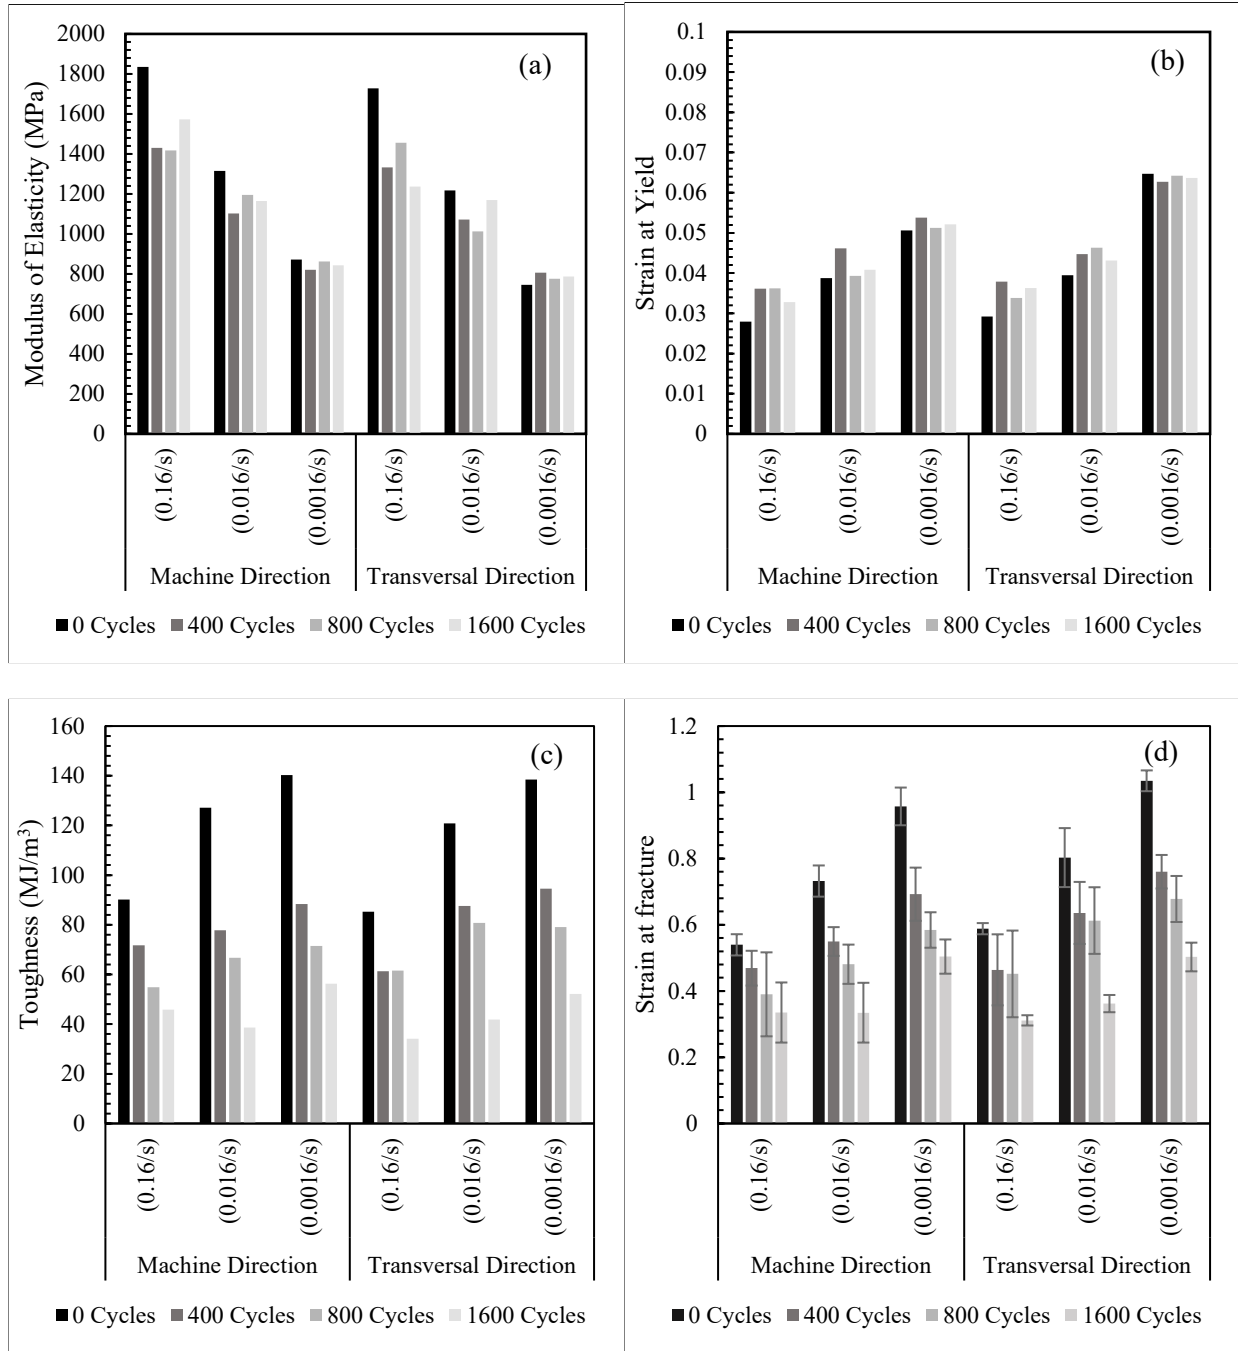 (a)
Modulus of Elasticity (MPa)
2000
1800
1600
1400
1200
1000
800
600
400
200
0
(0.16/s)
(0.016/s)
(0.0016/s)
(0.16/s)
(0.016/s)
(0.0016/s)
Machine Direction
Transversal Direction
0 Cycles
400 Cycles
800 Cycles
1600 Cycles
(b)
Strain at Yield
0.1
0.09
0.08
0.07
0.06
0.05
0.04
0.03
0.02
0.01
0
(0.16/s)
(0.016/s)
(0.0016/s)
(0.16/s)
(0.016/s)
(0.0016/s)
Machine Direction
Transversal Direction
0 Cycles
400 Cycles
800 Cycles
1600 Cycles
(c)
Toughness (MJ/m³)
160
140
120
100
80
60
40
20
0
(0.16/s)
(0.016/s)
(0.0016/s)
(0.16/s)
(0.016/s)
(0.0016/s)
Machine Direction
Transversal Direction
0 Cycles
400 Cycles
800 Cycles
1600 Cycles
(d)
Strain at fracture
1.2
1
0.8
0.6
0.4
0.2
0
(0.16/s)
(0.016/s)
(0.0016/s)
(0.16/s)
(0.016/s)
(0.0016/s)
Machine Direction
Transversal Direction
0 Cycles
400 Cycles
800 Cycles
1600 Cycles